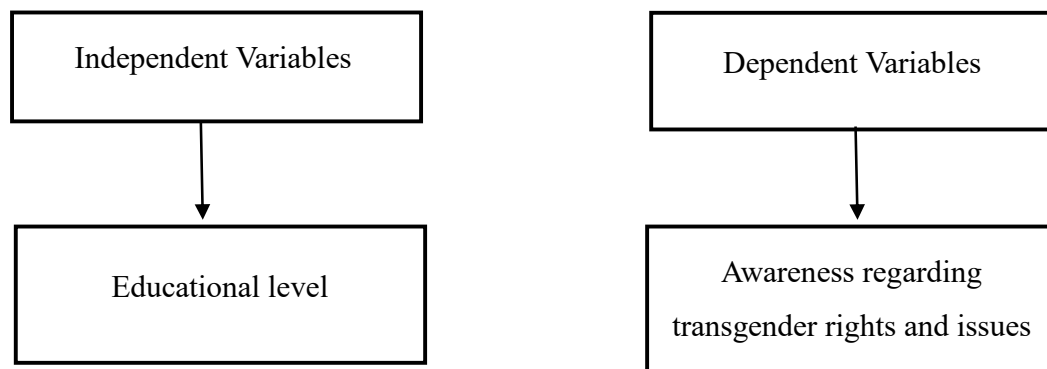 Independent Variables
Dependent Variables
Educational level
Awareness regarding
transgender rights and issues